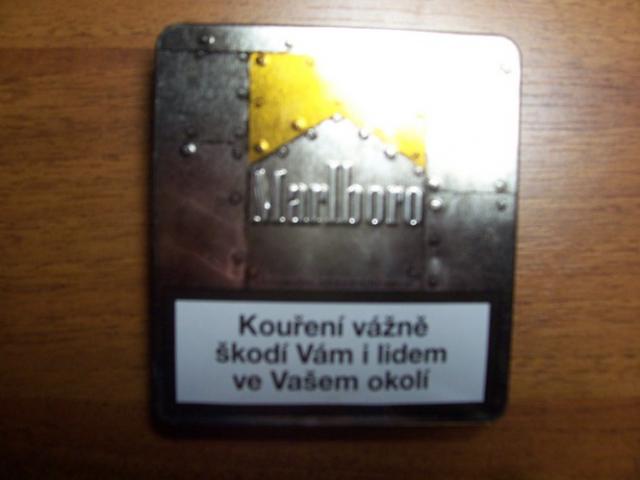 Marlboro
Kouření vážně
škodí Vám i lidem
ve Vašem okolí